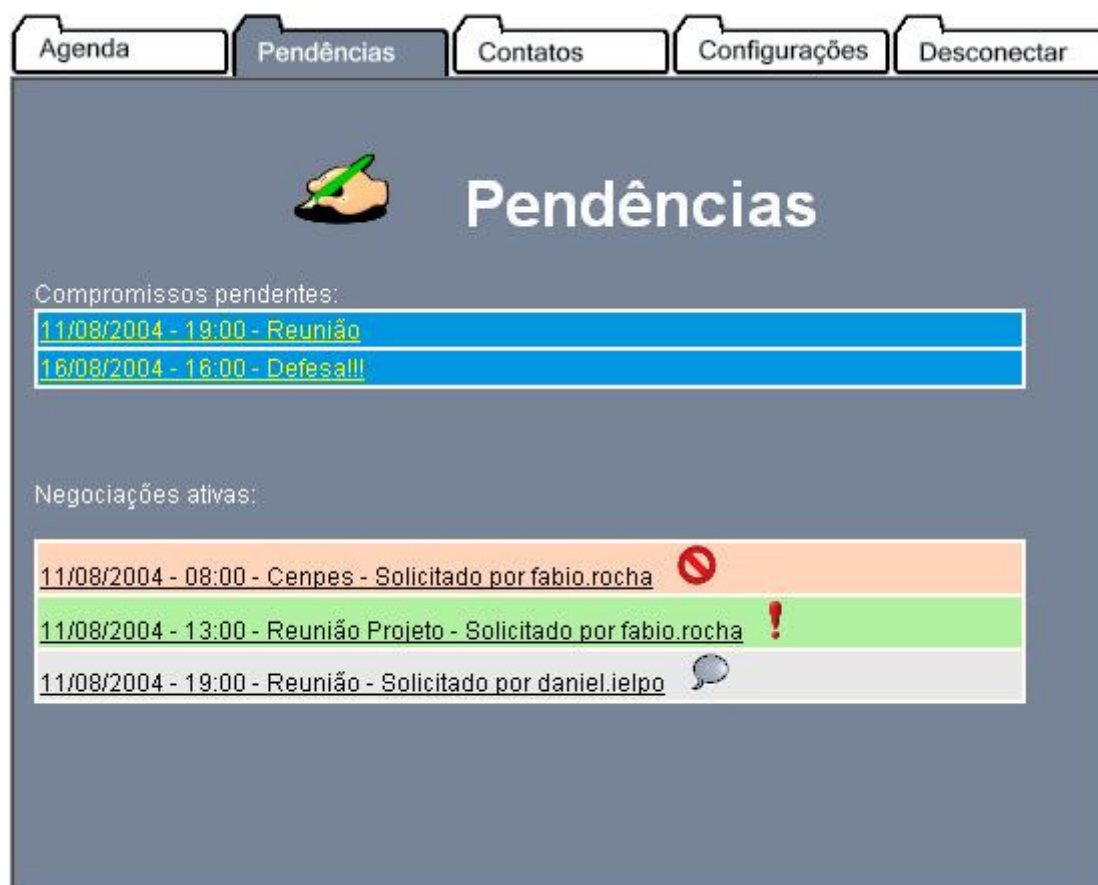 Agenda
Pendências
Contatos
Configurações
Desconectar
Pendências
Compromissos pendentes:
11/08/2004 - 19:00 - Reunião
16/08/2004 - 16:00 - Defesa!!!
Negociações ativas:
11/08/2004 - 08:00 - Cenpes - Solicitado por fabio.rocha
11/08/2004 - 13:00 - Reunião Projeto - Solicitado por fabio.rocha
11/08/2004 - 19:00 - Reunião - Solicitado por daniel.ielpo